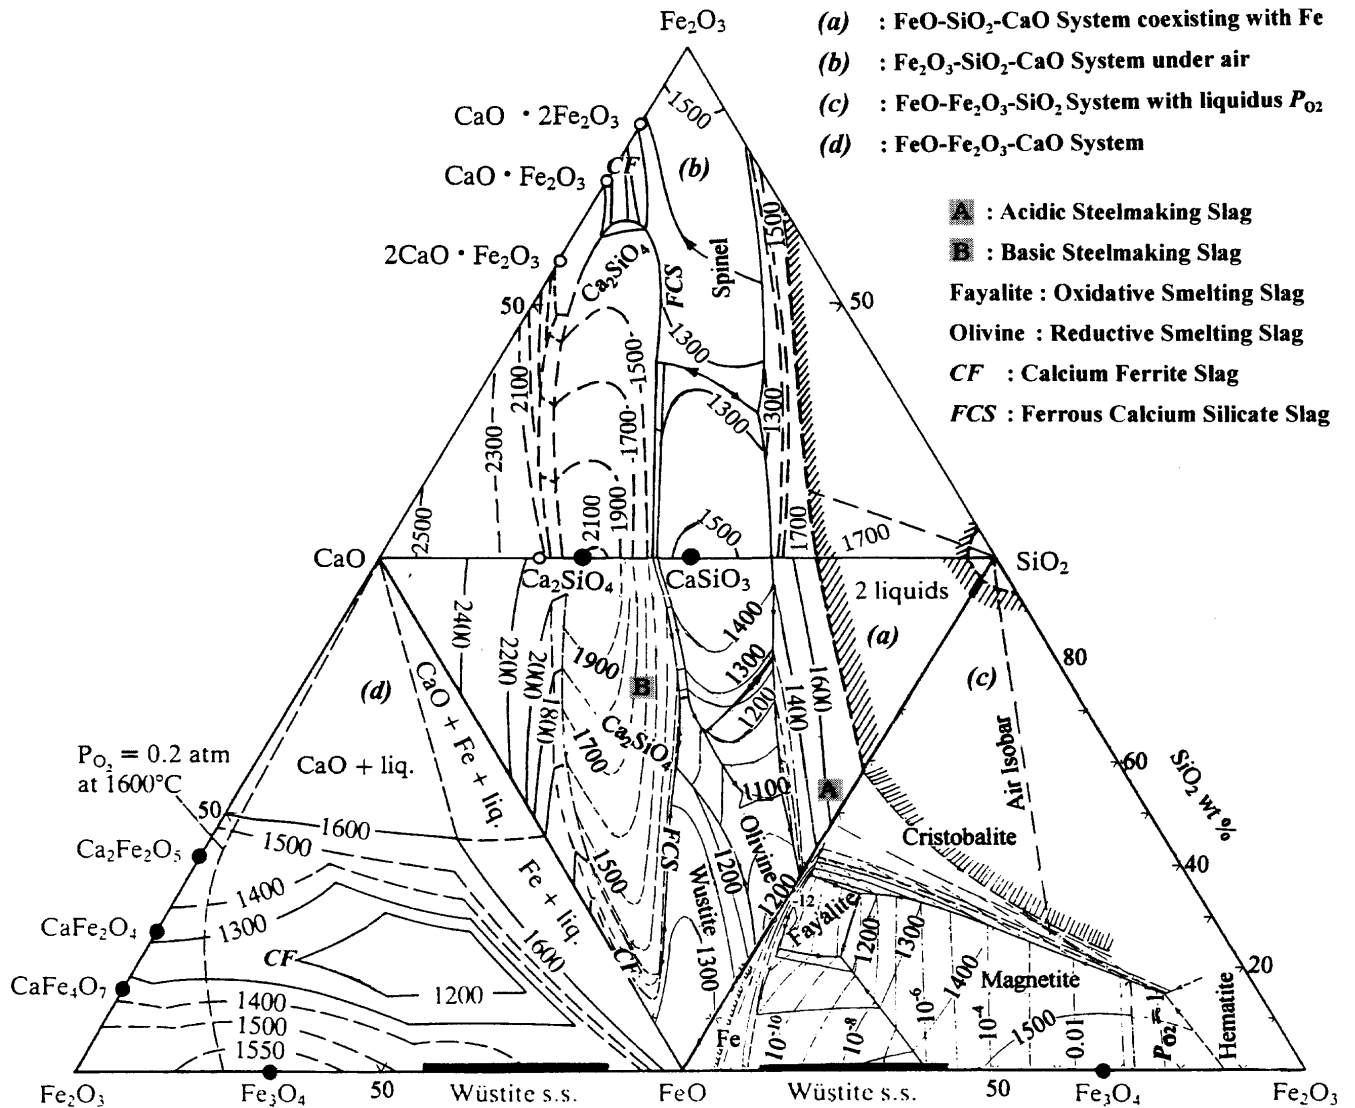 Fe₂O₃
(a) : FeO-SiO₂-CaO System coexisting with Fe
(b) : Fe₂O₃-SiO₂-CaO System under air
(c) : FeO-Fe₂O₃-SiO₂ System with liquidus P_O2
(d) : FeO-Fe₂O₃-CaO System
A : Acidic Steelmaking Slag
B : Basic Steelmaking Slag
Fayalite : Oxidative Smelting Slag
Olivine : Reductive Smelting Slag
CF : Calcium Ferrite Slag
FCS : Ferrous Calcium Silicate Slag
1500
CaO · 2Fe₂O₃
CF
(b)
CaO · Fe₂O₃
1500
2CaO · Fe₂O₃
Ca₂SiO₄
FCS
Spinel
50
50
1300
2100
1500
1300
1300
2300
1700
2500
2100
1900
1500
1700
1700
CaO
SiO₂
Ca₂SiO₄
CaSiO₃
2 liquids
2400
2200
2000
1800
1900
1400
1300
1200
1400
1600
(a)
80
(d)
CaO + Fe + liq.
B
(c)
Ca₂SiO₄
1700
P_O₂ = 0.2 atm
at 1600°C
CaO + liq.
1100
A
Air Isobar
60
SiO₂ wt %
50
1600
1500
Cristobalite
Ca₂Fe₂O₅
FCS
Olivine
40
1400
1300
1500
Wustite
1200
1200
-12
Fayalite
1200
1300
Fe + liq.
CaFe₂O₄
CF
1600
CF
1300
1400
Magnetite
20
CaFe₄O₇
1200
1400
1500
1550
Fe
10⁻¹⁰
10⁻⁸
10⁻⁹
10⁻⁴
1500
0.01
P_O2 = 1
Hematite
Fe₂O₃
Fe₃O₄
50
Wüstite s.s.
FeO
Wüstite s.s.
50
Fe₃O₄
Fe₂O₃